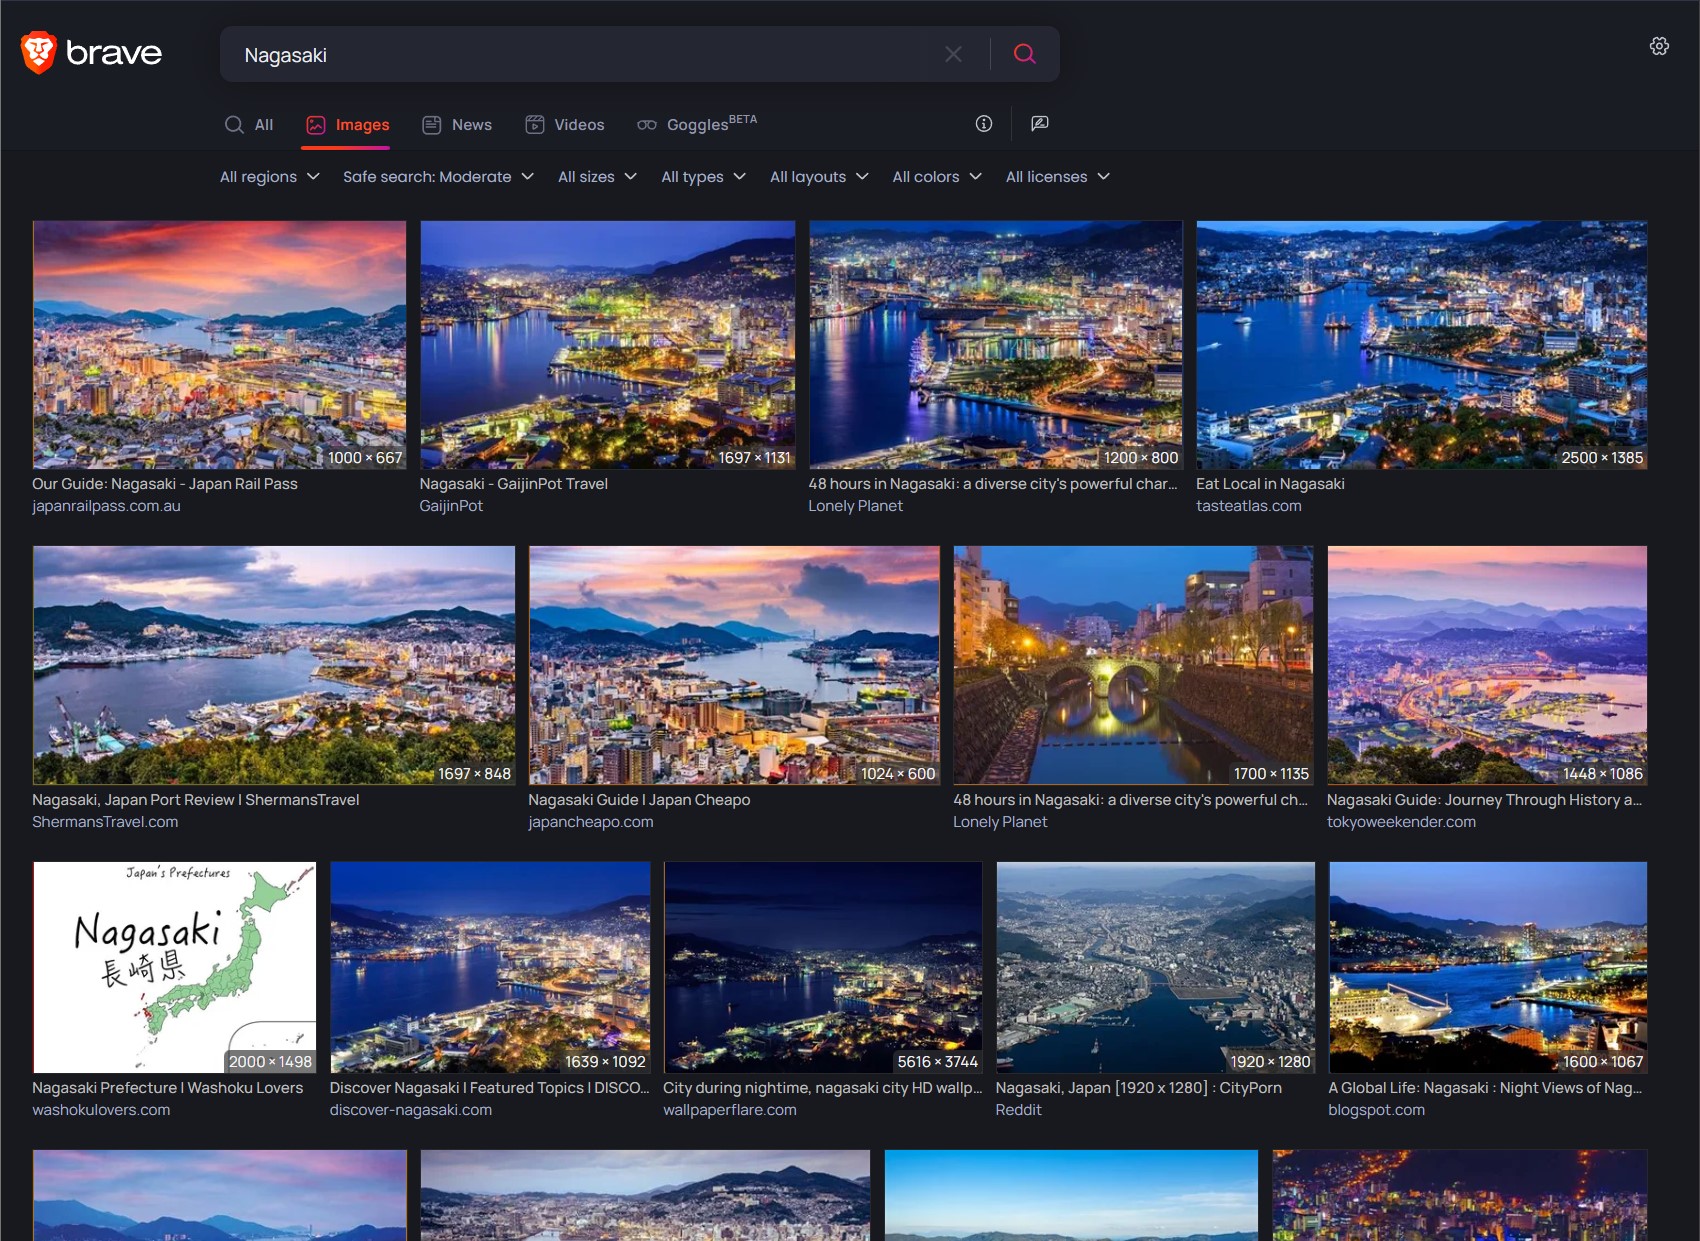 brave
Nagasaki
All
Images
News
Videos
Goggles BETA
All regions
Safe search: Moderate
All sizes
All types
All layouts
All colors
All licenses
1000 × 667
1697 × 1131
1200 × 800
2500 × 1385
Our Guide: Nagasaki - Japan Rail Pass
japanrailpass.com.au
Nagasaki - GaijinPot Travel
GaijinPot
48 hours in Nagasaki: a diverse city's powerful char...
Lonely Planet
Eat Local in Nagasaki
tasteatlas.com
1697 × 848
1024 × 600
1700 × 1135
1448 × 1086
Nagasaki, Japan Port Review | ShermansTravel
ShermansTravel.com
Nagasaki Guide | Japan Cheapo
japancheapo.com
48 hours in Nagasaki: a diverse city's powerful ch...
Lonely Planet
Nagasaki Guide: Journey Through History a...
tokyoweekender.com
Japan's Prefectures
Nagasaki
長崎県
2000 × 1498
1639 × 1092
5616 × 3744
1920 × 1280
1600 × 1067
Nagasaki Prefecture | Washoku Lovers
washokulovers.com
Discover Nagasaki | Featured Topics | DISCO...
discover-nagasaki.com
City during nighttime, nagasaki city HD wallp...
wallpaperflare.com
Nagasaki, Japan [1920 x 1280] : CityPorn
Reddit
A Global Life: Nagasaki : Night Views of Nag...
blogspot.com